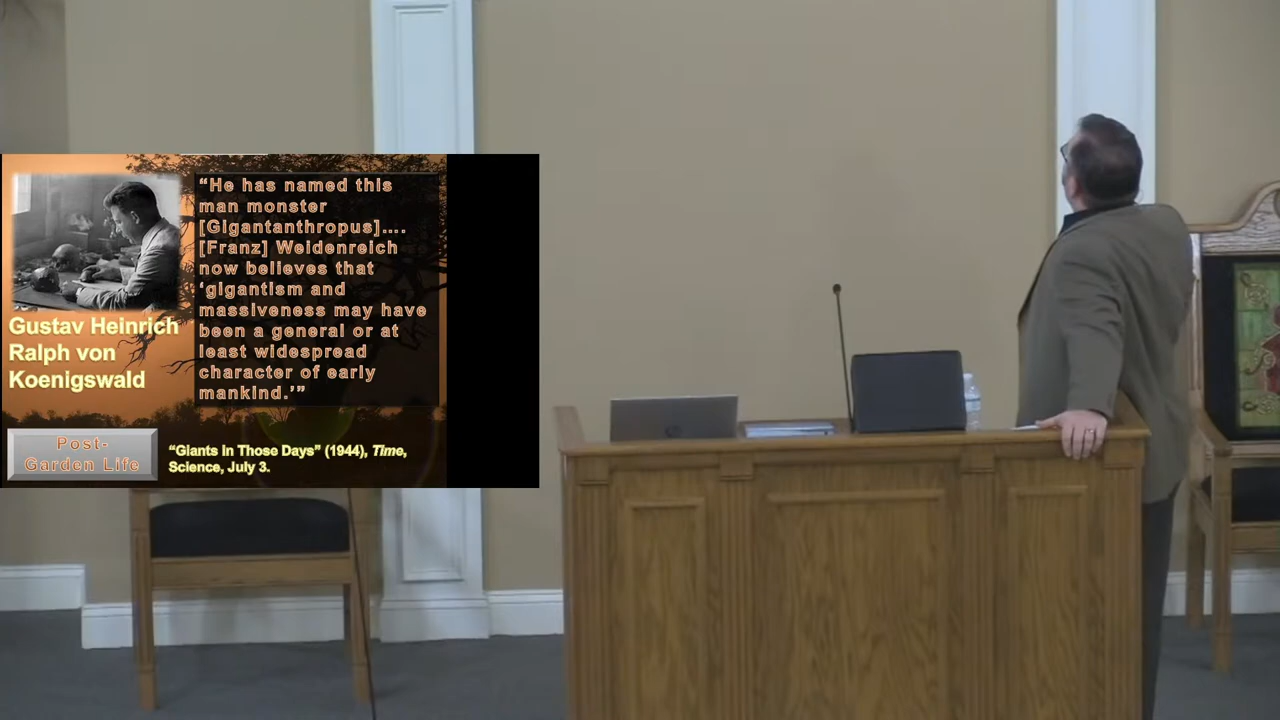 “He has named this
man monster
[Gigantanthropus]....
[Franz] Weidenreich
now believes that
‘gigantism and
massiveness may have
been a general or at
least widespread
character of early
mankind.’”
Gustav Heinrich
Ralph von
Koenigswald
Post-
Garden Life
“Giants in Those Days” (1944), Time,
Science, July 3.